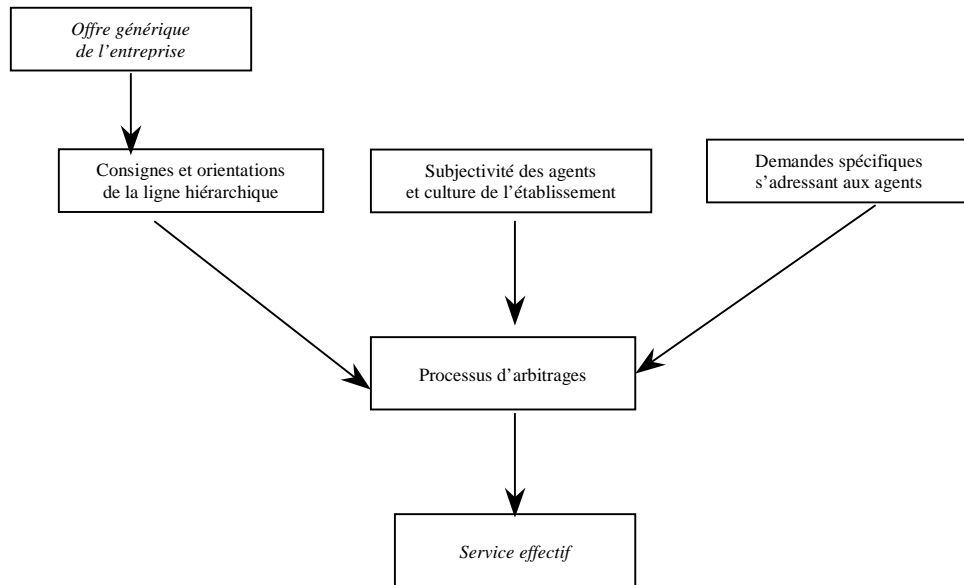 Offre générique
de l’entreprise
Consignes et orientations
de la ligne hiérarchique
Subjectivité des agents
et culture de l’établissement
Demandes spécifiques
s’adressant aux agents
Processus d’arbitrages
Service effectif